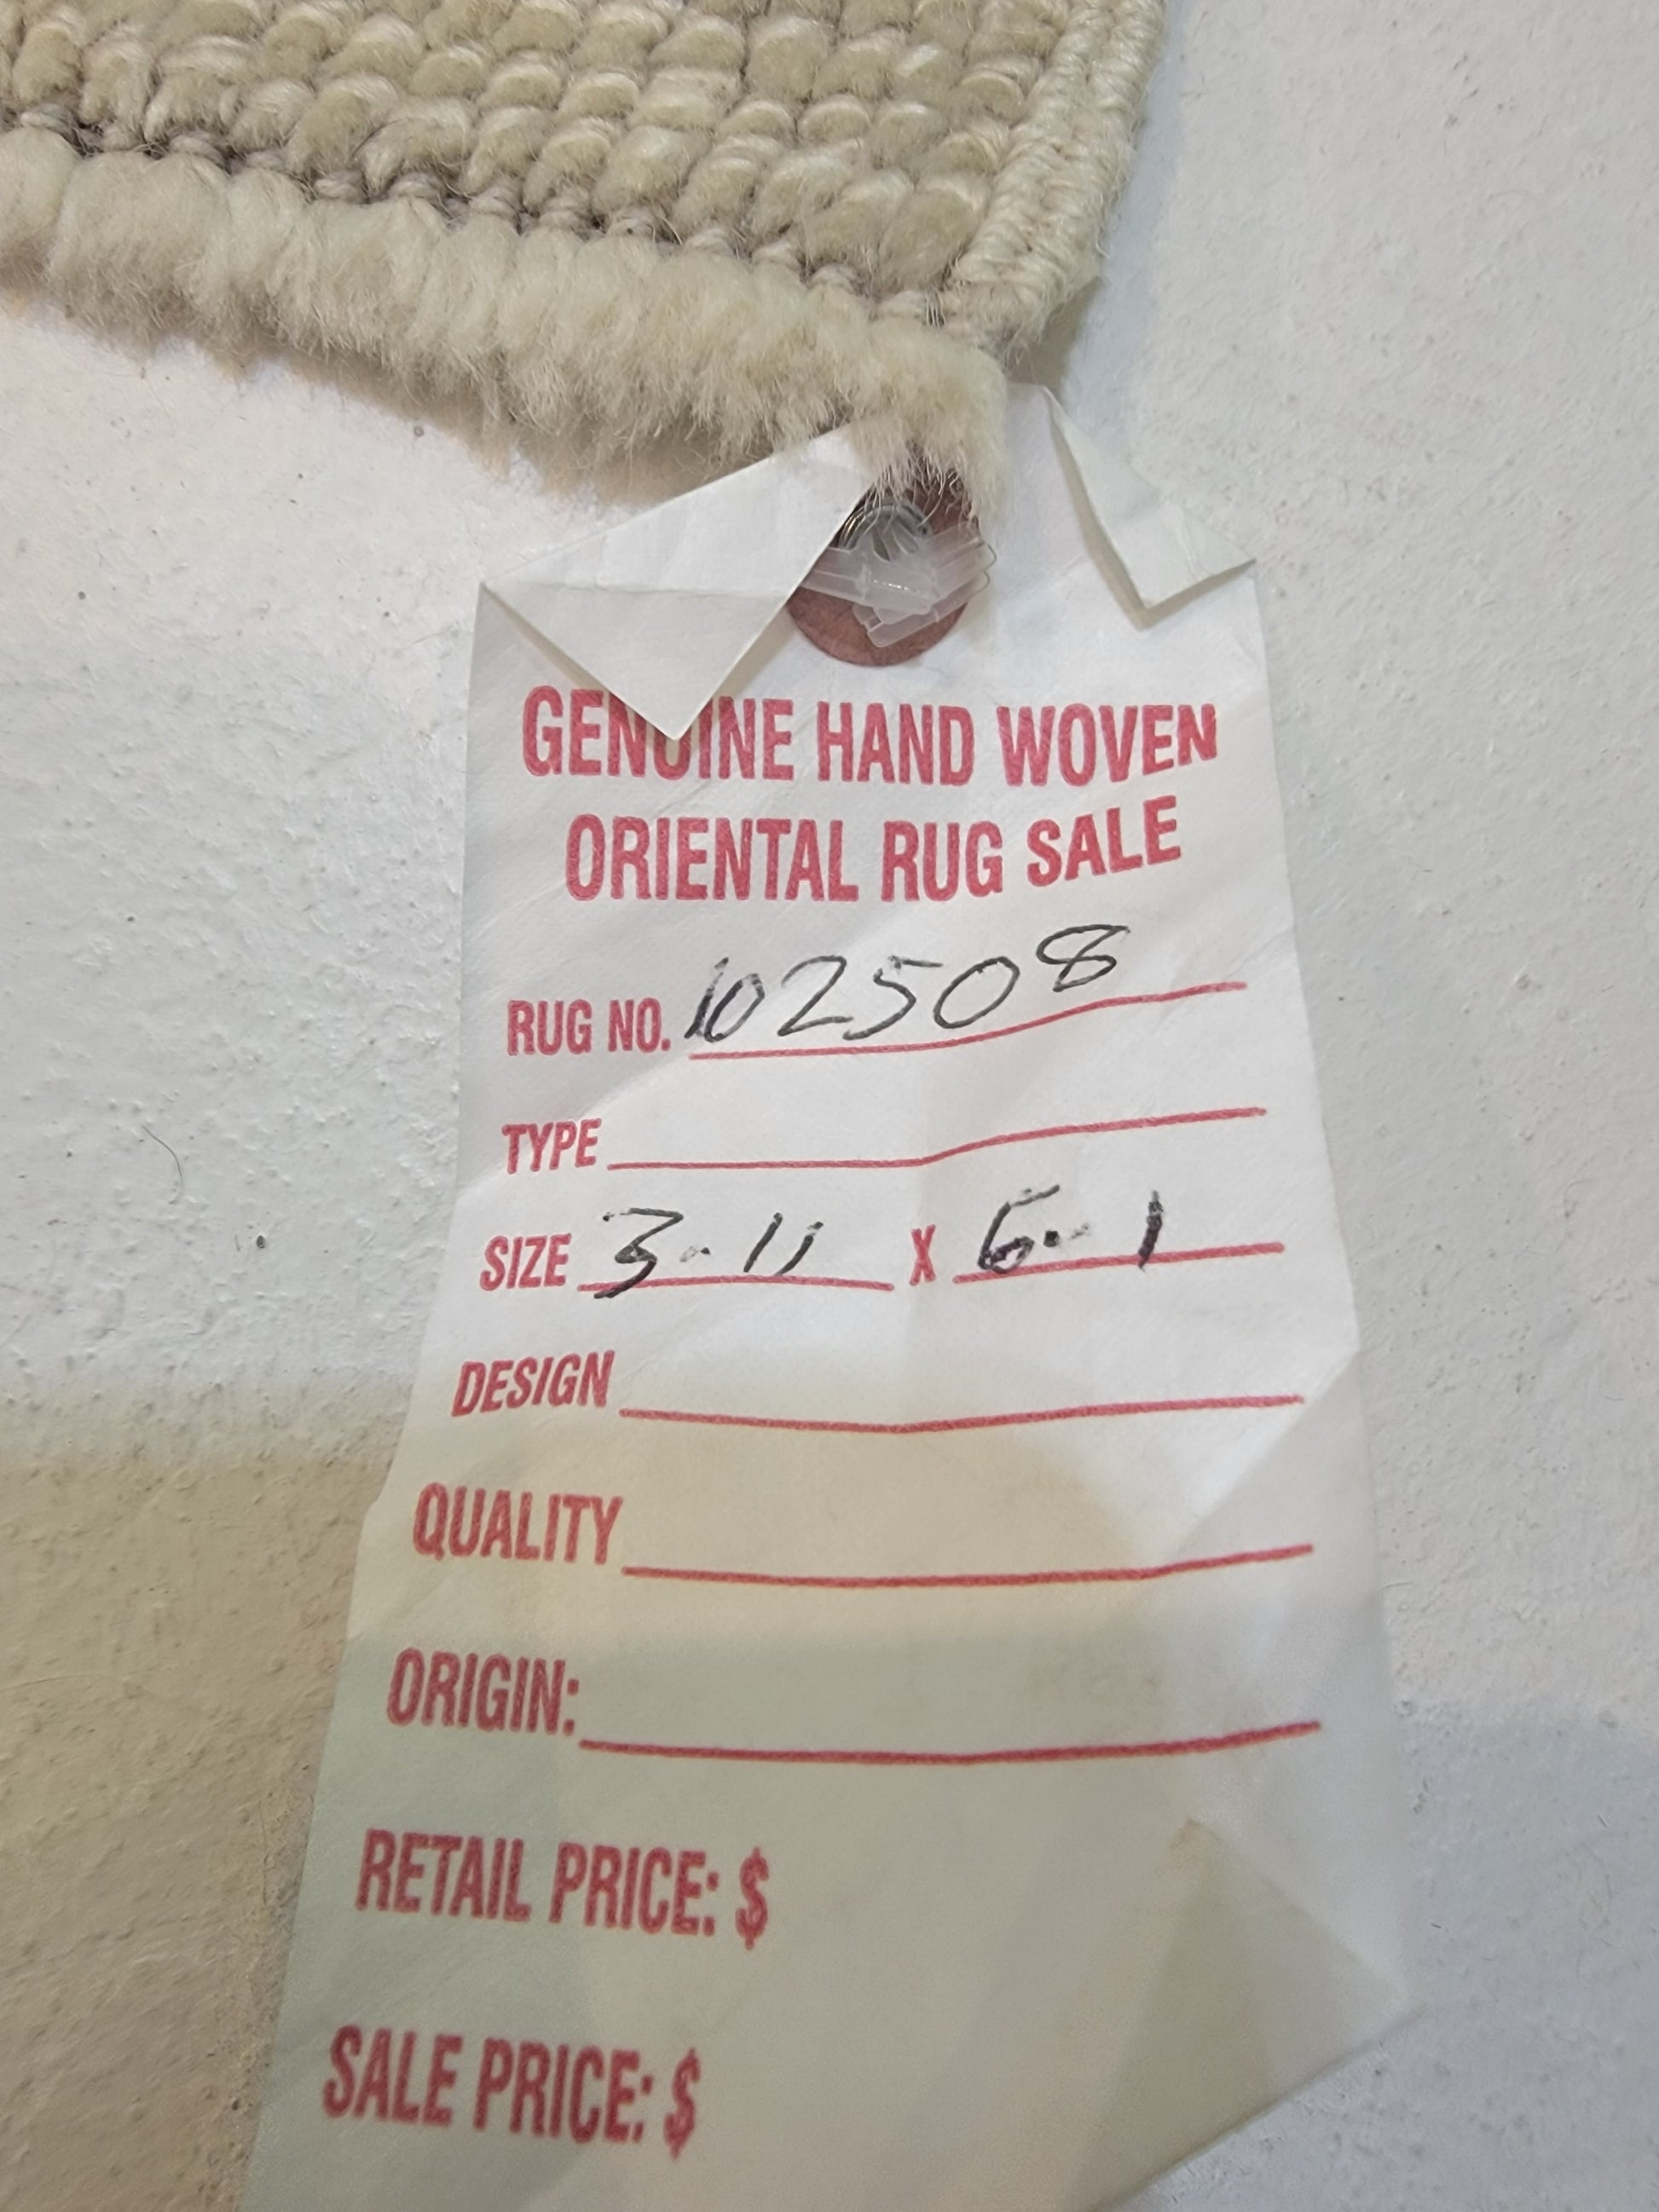 GENUINE HAND WOVEN
ORIENTAL RUG SALE
RUG NO. 102508
TYPE
SIZE 3-11 X 6-1
DESIGN
QUALITY
ORIGIN:
RETAIL PRICE: $
SALE PRICE: $